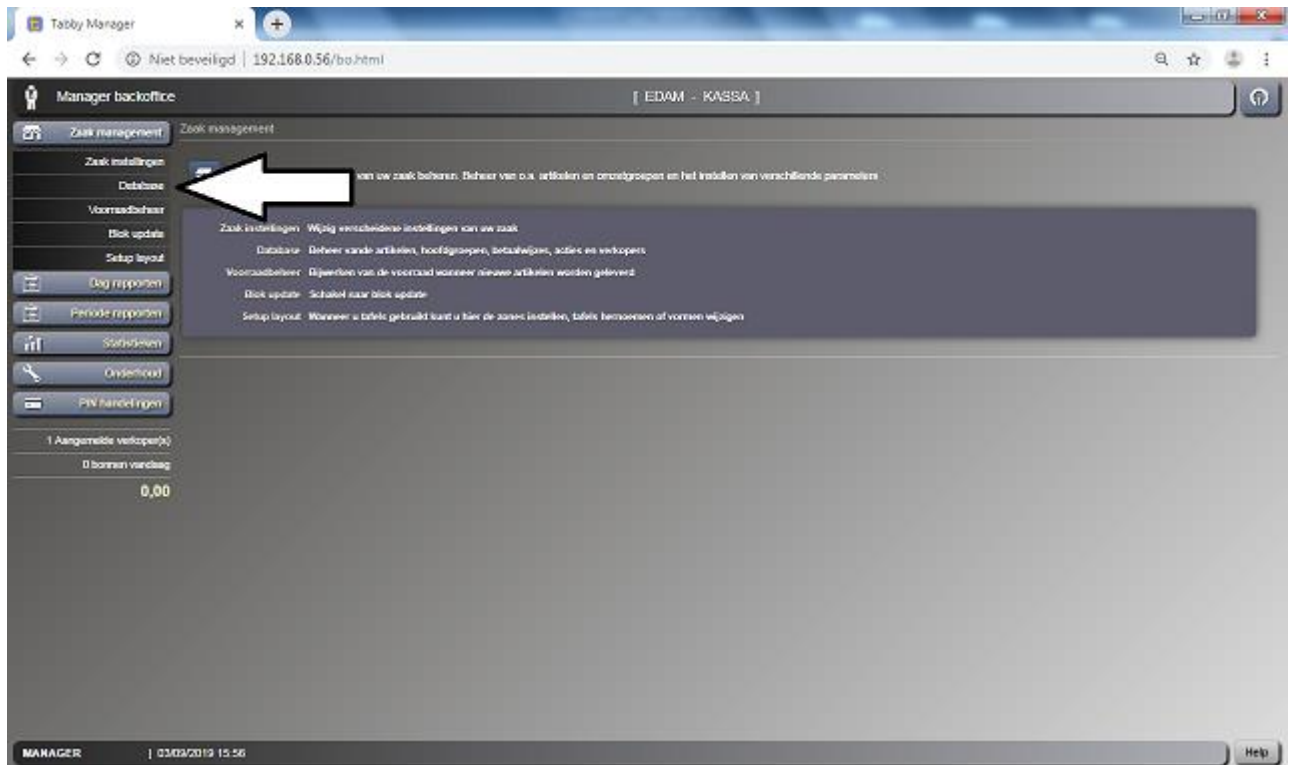 Tabby Manager
Niet beveiligd | 192.168.0.56/bo.html
Manager backoffice
[ EDAM - KASSA ]
Zaak management
Zaak management
Zaak instellingen
Database
Voorraadbeheer
Blok update
Setup layout
Dag rapporten
Periode rapporten
Statistieken
Onderhoud
PIN handelingen
1 Aangemelde verkoper(s)
0 bonnen vandaag
0,00
van uw zaak beheren. Beheer van o.a. artikelen en omzetgroepen en het instellen van verschillende parameters
Zaak instellingen Wijzig verscheidene instellingen van uw zaak
Database Beheer vande artikelen, hoofdgroepen, betaalwijzes, acties en verkopers
Voorraadbeheer Bijwerken van de voorraad wanneer nieuwe artikelen worden geleverd
Blok update Schakel naar blok update
Setup layout Wanneer u tafels gebruikt kunt u hier de zones instellen, tafels hernoemen of vormen wijzigen
MANAGER | 03/09/2019 15:56
Help